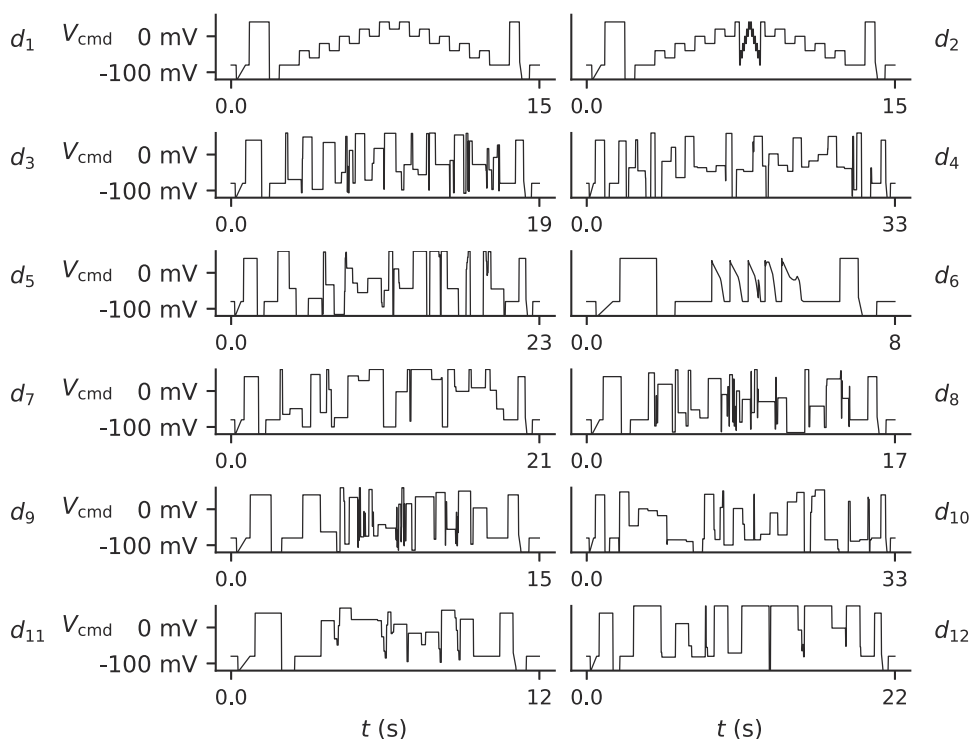 d1 Vcmd 0 mV d2
-100 mV
0.0 15 0.0 15
d3 Vcmd 0 mV d4
-100 mV
0.0 19 0.0 33
d5 Vcmd 0 mV d6
-100 mV
0.0 23 0.0 8
d7 Vcmd 0 mV d8
-100 mV
0.0 21 0.0 17
d9 Vcmd 0 mV d10
-100 mV
0.0 15 0.0 33
d11 Vcmd 0 mV d12
-100 mV
0.0 12 0.0 22
t (s) t (s)